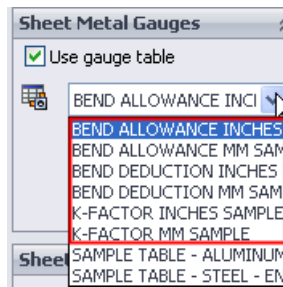 Sheet Metal Gauges
Use gauge table
BEND ALLOWANCE INCI
BEND ALLOWANCE INCHES
BEND ALLOWANCE MM SAM
BEND DEDUCTION INCHES
BEND DEDUCTION MM SAM
K-FACTOR INCHES SAMPLE
K-FACTOR MM SAMPLE
Sheet
SAMPLE TABLE - ALUMINUM
SAMPLE TABLE - STEEL - EN